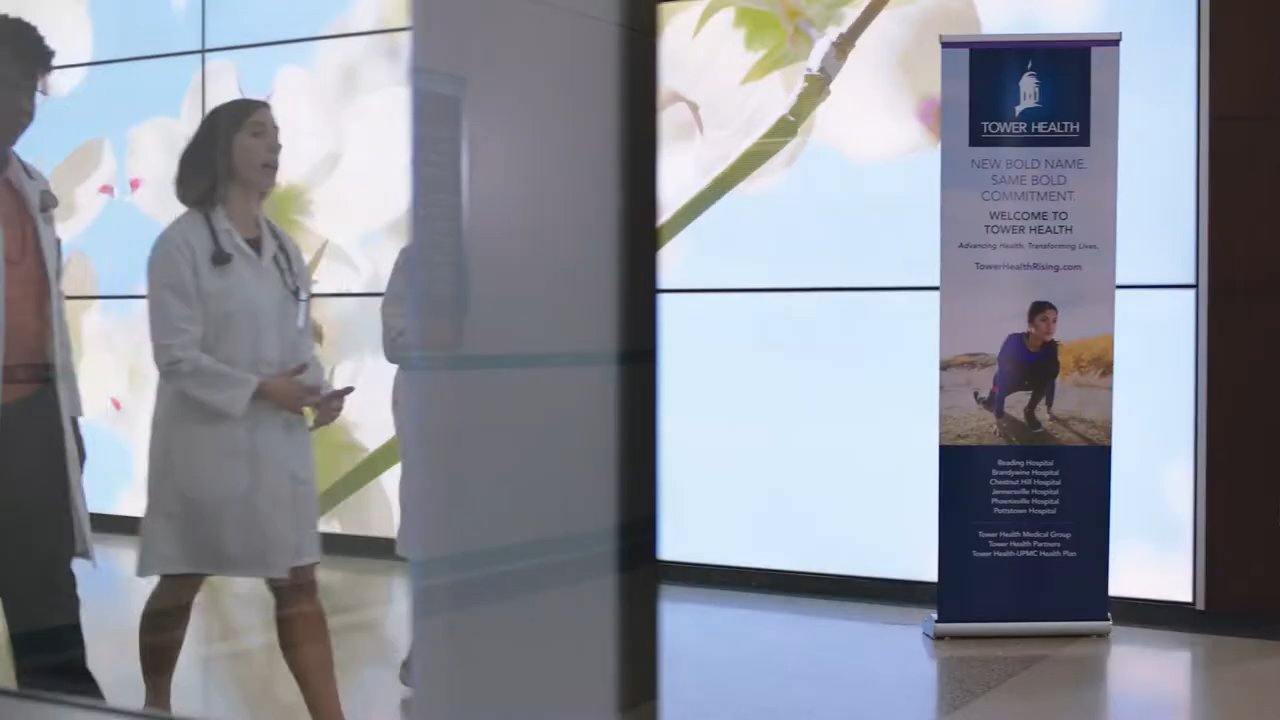 TOWER HEALTH
NEW BOLD NAME.
SAME BOLD
COMMITMENT.
WELCOME TO
TOWER HEALTH
Advancing Health. Transforming Lives.
TowerHealthRising.com
Reading Hospital
Brandywine Hospital
Chestnut Hill Hospital
Jennersville Hospital
Phoenixville Hospital
Pottstown Hospital
Tower Health Medical Group
Tower Health Partners
Tower Health-UPMC Health Plan